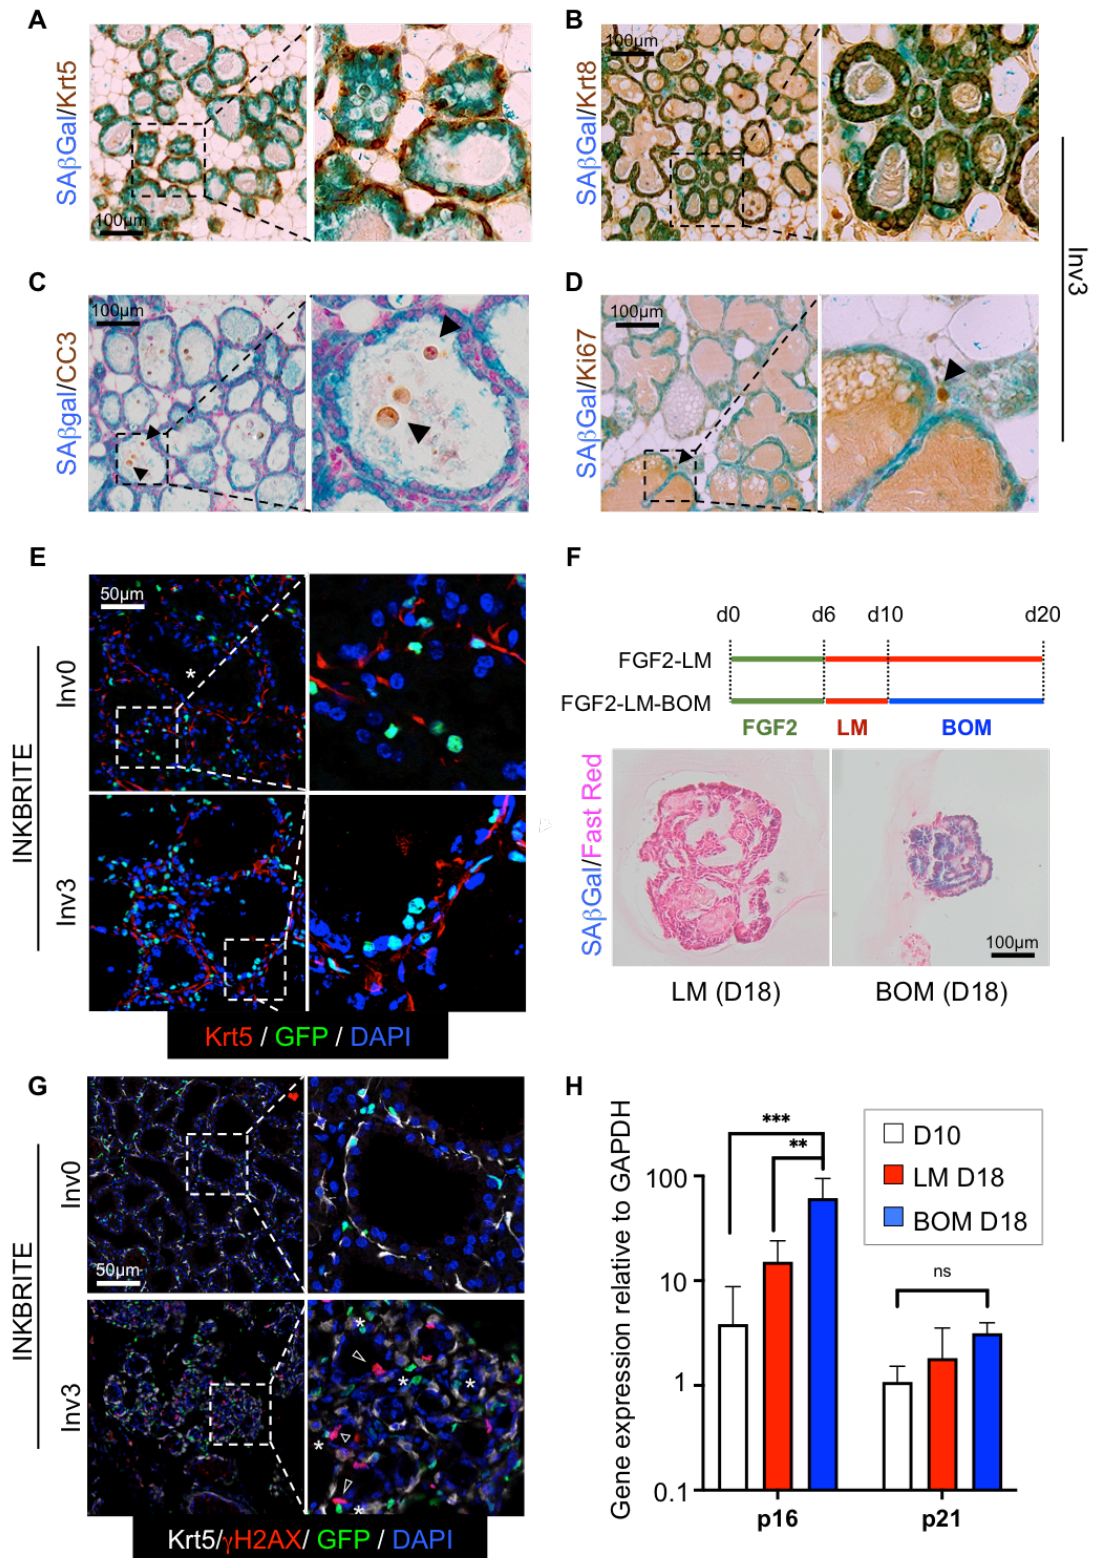 A
SAβGal/Krt5
100µm
B
SAβGal/Krt8
100µm
C
SAβgal/CC3
100µm
D
SAβGal/Ki67
100µm
Inv3
E
INKBRITE
Inv0
50µm
*
Inv3
Krt5 / GFP / DAPI
F
d0 d6 d10 d20
FGF2-LM
FGF2-LM-BOM
FGF2 LM BOM
SAβGal/Fast Red
100µm
LM (D18) BOM (D18)
G
INKBRITE
Inv0
50µm
Inv3
* * * * *
Krt5/γH2AX/ GFP / DAPI
H
Gene expression relative to GAPDH
***
**
ns
D10
LM D18
BOM D18
100
10
1
0.1
p16 p21